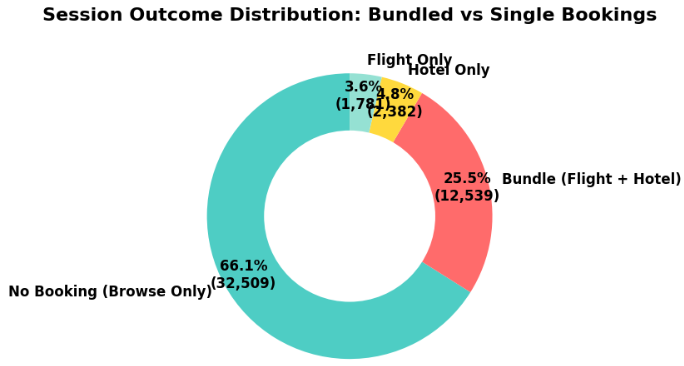 Session Outcome Distribution: Bundled vs Single Bookings
Flight Only
Hotel Only
3.6%
(1,781)
4.8%
(2,382)
25.5%
(12,539)
Bundle (Flight + Hotel)
66.1%
(32,509)
No Booking (Browse Only)